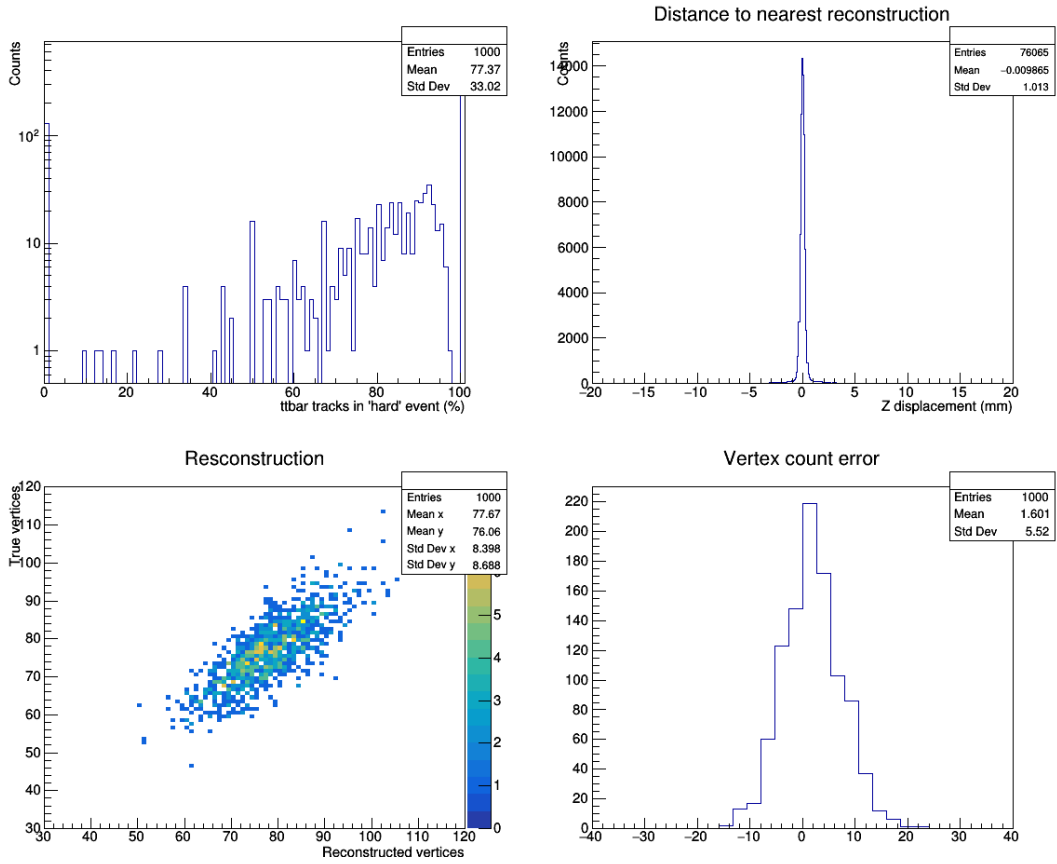 Counts
Entries 1000
Mean 77.37
Std Dev 33.02
10²
10
1
0 20 40 60 80 100
ttbar tracks in 'hard' event (%)
Distance to nearest reconstruction
Counts
Entries 76065
Mean −0.009865
Std Dev 1.013
14000
12000
10000
8000
6000
4000
2000
0
−20 −15 −10 −5 0 5 10 15 20
Z displacement (mm)
Resconstruction
True vertices
Entries 1000
Mean x 77.67
Mean y 76.06
Std Dev x 8.398
Std Dev y 8.688
120
110
100
90
80
70
60
50
40
30
30 40 50 60 70 80 90 100 110 120
Reconstructed vertices
5
4
3
2
1
0
Vertex count error
Entries 1000
Mean 1.601
Std Dev 5.52
220
200
180
160
140
120
100
80
60
40
20
0
−40 −30 −20 −10 0 10 20 30 40